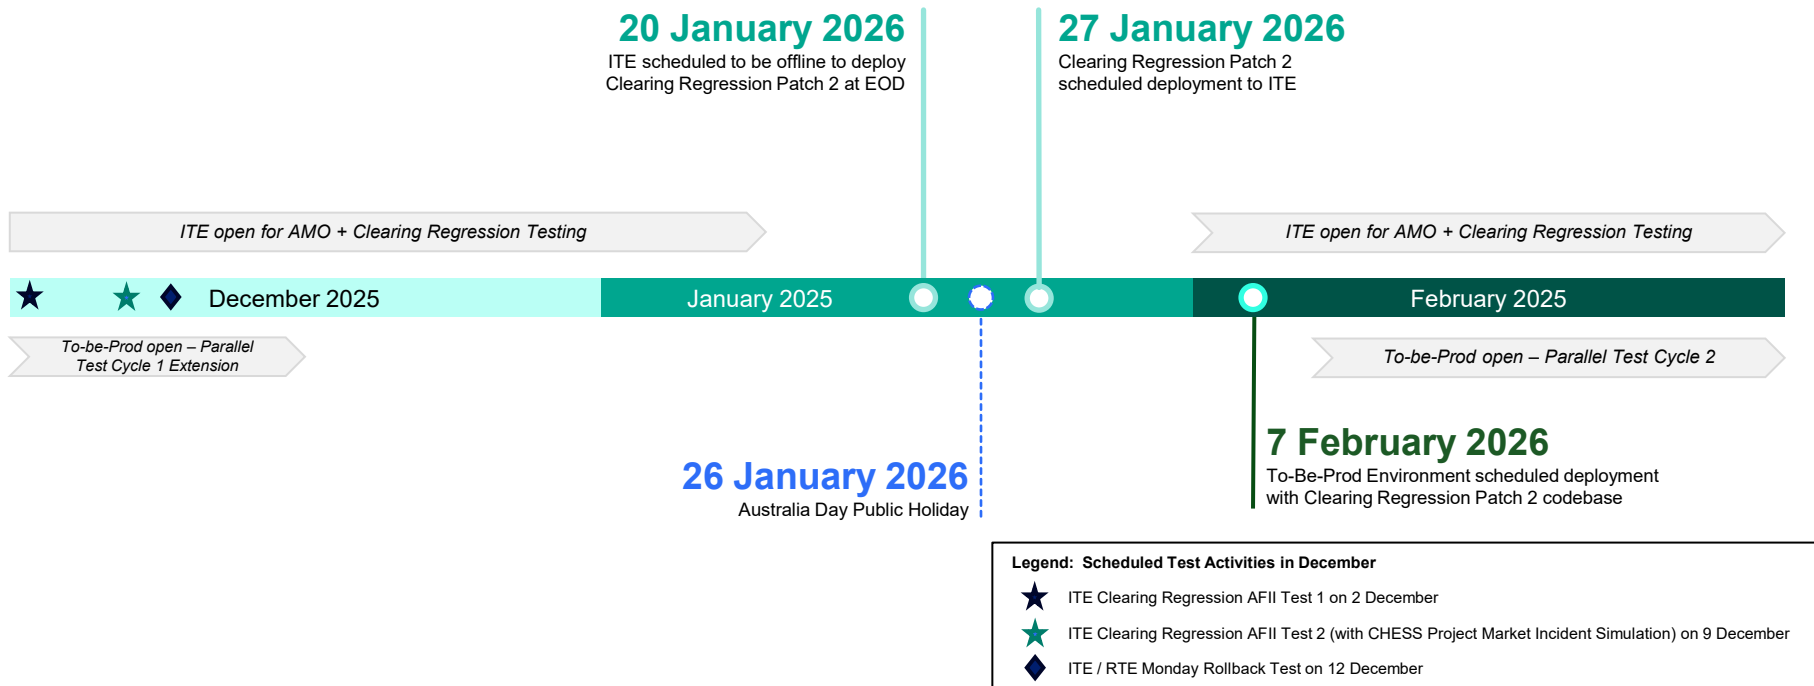 20 January 2026
ITE scheduled to be offline to deploy
Clearing Regression Patch 2 at EOD
27 January 2026
Clearing Regression Patch 2
scheduled deployment to ITE
ITE open for AMO + Clearing Regression Testing
ITE open for AMO + Clearing Regression Testing
December 2025
January 2025
February 2025
To-be-Prod open – Parallel
Test Cycle 1 Extension
To-be-Prod open – Parallel Test Cycle 2
26 January 2026
Australia Day Public Holiday
7 February 2026
To-Be-Prod Environment scheduled deployment
with Clearing Regression Patch 2 codebase
Legend: Scheduled Test Activities in December
ITE Clearing Regression AFII Test 1 on 2 December
ITE Clearing Regression AFII Test 2 (with CHESS Project Market Incident Simulation) on 9 December
ITE / RTE Monday Rollback Test on 12 December